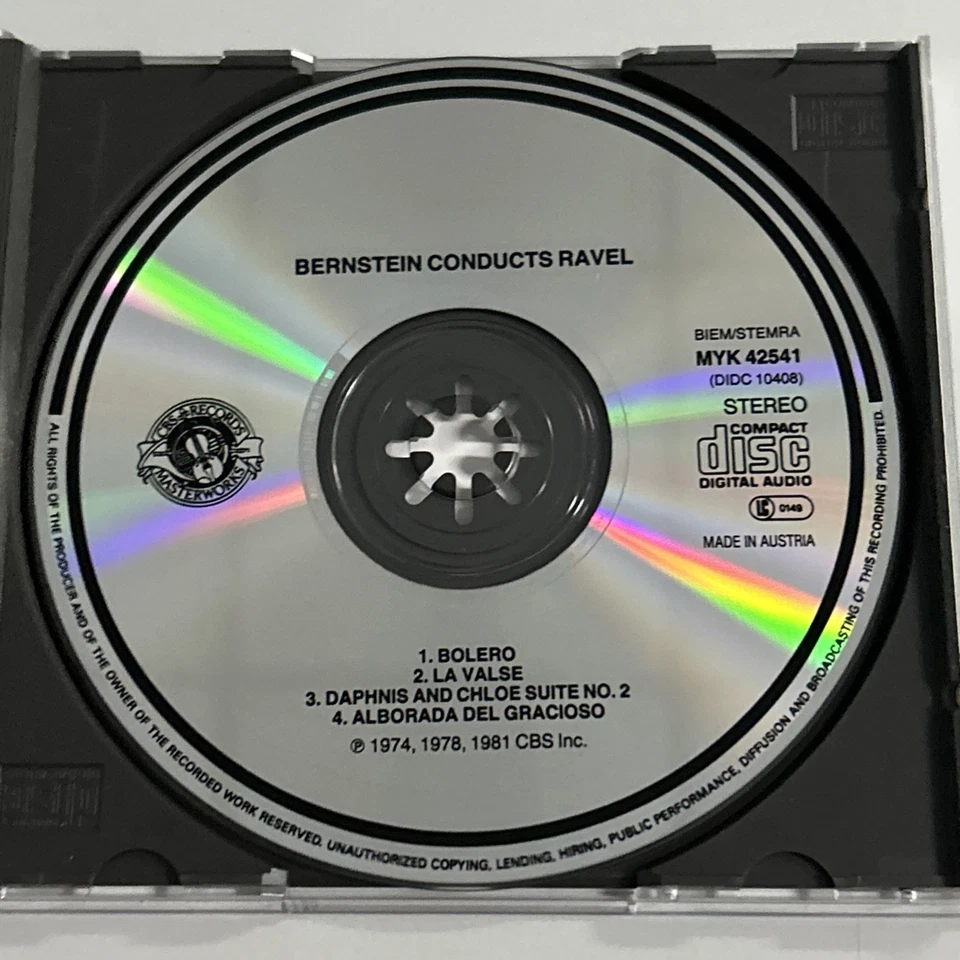 BERNSTEIN CONDUCTS RAVEL
BIEM/STEMRA
MYK 42541
(DIDC 10408)
STEREO
COMPACT
disc
DIGITAL AUDIO
LC 0149
MADE IN AUSTRIA
CBS RECORDS
MASTERWORKS
1. BOLERO
2. LA VALSE
3. DAPHNIS AND CHLOE SUITE NO. 2
4. ALBORADA DEL GRACIOSO
℗ 1974, 1978, 1981 CBS Inc.
ALL RIGHTS OF THE PRODUCER AND OF THE OWNER OF THE RECORDED WORK RESERVED. UNAUTHORIZED COPYING, LENDING, HIRING, PUBLIC PERFORMANCE, DIFFUSION AND BROADCASTING OF THIS RECORDING PROHIBITED.